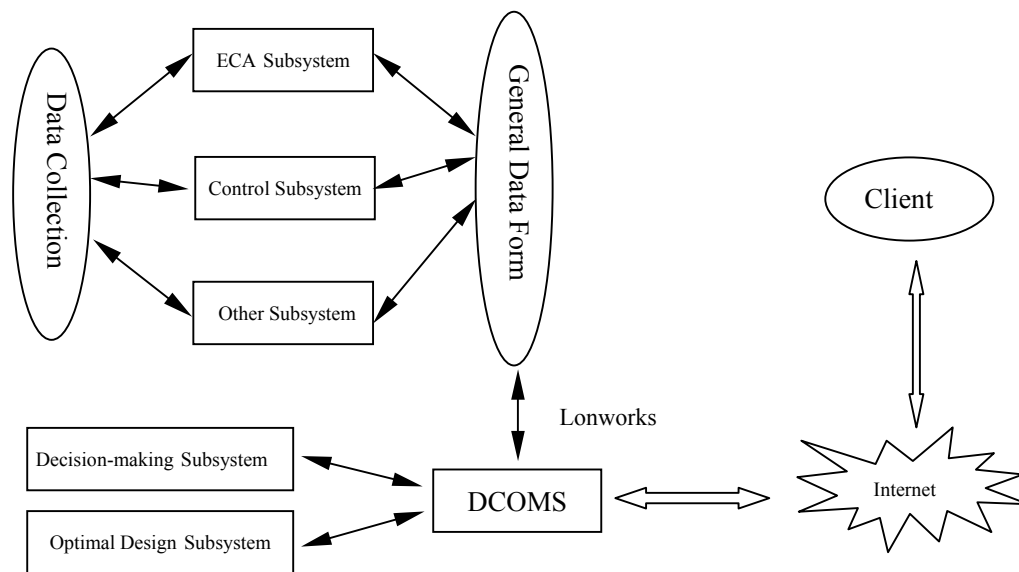 ECA Subsystem
Data Collection
General Data Form
Control Subsystem
Client
Other Subsystem
Lonworks
Decision-making Subsystem
DCOMS
Internet
Optimal Design Subsystem